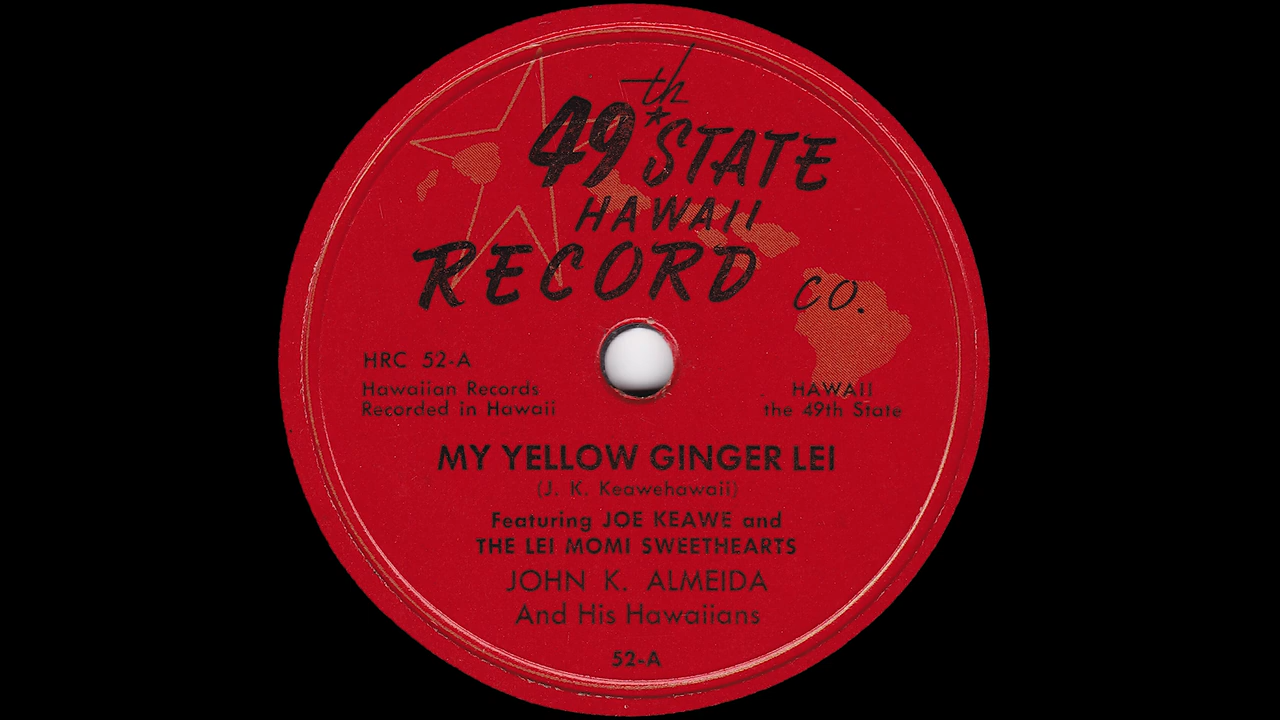 49th STATE
HAWAII
RECORD CO.
HRC 52-A
Hawaiian Records
Recorded in Hawaii
HAWAII
the 49th State
MY YELLOW GINGER LEI
(J. K. Keawehawaii)
Featuring JOE KEAWE and
THE LEI MOMI SWEETHEARTS
JOHN K. ALMEIDA
And His Hawaiians
52-A